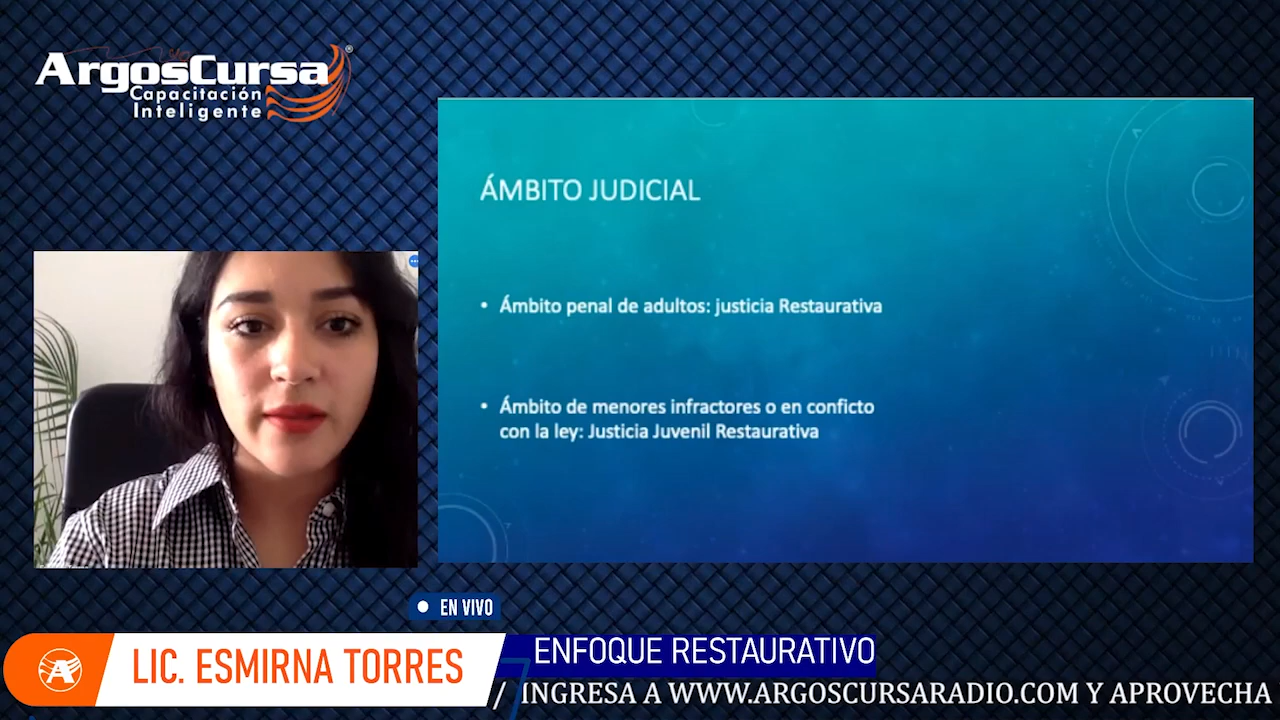 ArgosCursa®
Capacitación
Inteligente
ÁMBITO JUDICIAL
• Ámbito penal de adultos: justicia Restaurativa
• Ámbito de menores infractores o en conficto
con la ley: Justicia Juvenil Restaurativa
EN VIVO
LIC. ESMIRNA TORRES
ENFOQUE RESTAURATIVO
/ INGRESA A WWW.ARGOSCURSARADIO.COM Y APROVECHA